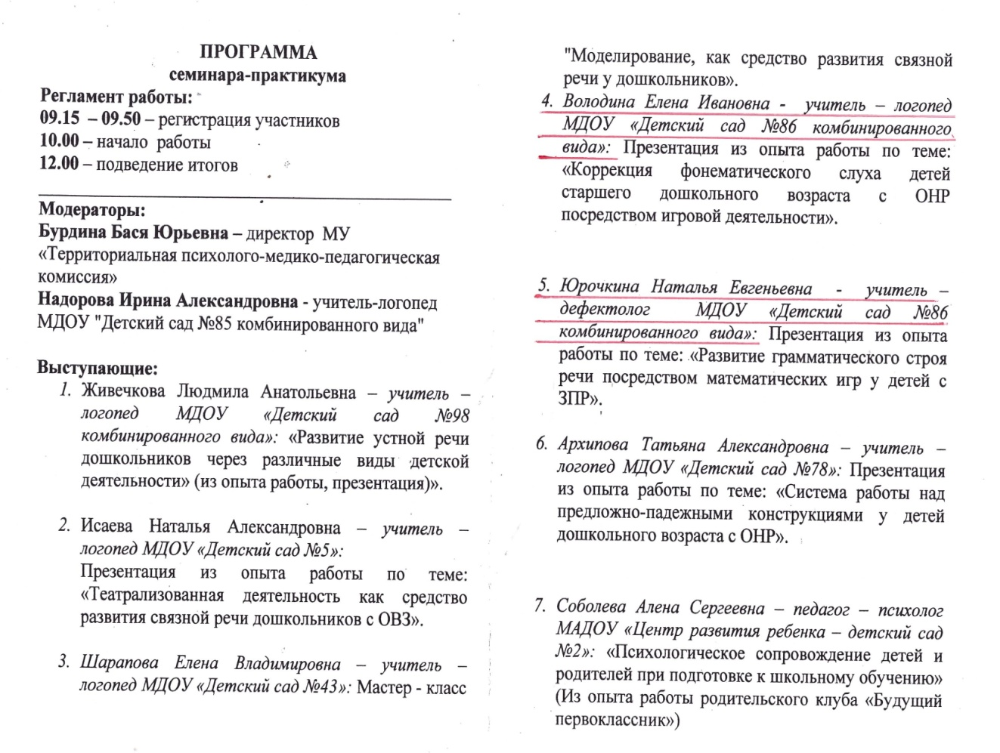 ПРОГРАММА
семинара-практикума
Регламент работы:
09.15 – 09.50 – регистрация участников
10.00 – начало работы
12.00 – подведение итогов
Модераторы:
Бурдина Бася Юрьевна – директор МУ
«Территориальная психолого-медико-педагогическая
комиссия»
Надорова Ирина Александровна - учитель-логопед
МДОУ "Детский сад №85 комбинированного вида"
Выступающие:
1. Живечкова Людмила Анатольевна – учитель –
логопед МДОУ «Детский сад №98
комбинированного вида»: «Развитие устной речи
дошкольников через различные виды детской
деятельности» (из опыта работы, презентация)».
2. Исаева Наталья Александровна – учитель –
логопед МДОУ «Детский сад №5»:
Презентация из опыта работы по теме:
«Театрализованная деятельность как средство
развития связной речи дошкольников с ОВЗ».
3. Шарапова Елена Владимировна – учитель –
логопед МДОУ «Детский сад №43»: Мастер - класс
"Моделирование, как средство развития связной
речи у дошкольников».
4. Володина Елена Ивановна - учитель – логопед
МДОУ «Детский сад №86 комбинированного
вида»: Презентация из опыта работы по теме:
«Коррекция фонематического слуха детей
старшего дошкольного возраста с ОНР
посредством игровой деятельности».
5. Юрочкина Наталья Евгеньевна - учитель –
дефектолог МДОУ «Детский сад №86
комбинированного вида»: Презентация из опыта
работы по теме: «Развитие грамматического строя
речи посредством математических игр у детей с
ЗПР».
6. Архипова Татьяна Александровна – учитель –
логопед МДОУ «Детский сад №78»: Презентация
из опыта работы по теме: «Система работы над
предложно-падежными конструкциями у детей
дошкольного возраста с ОНР».
7. Соболева Алена Сергеевна – педагог – психолог
МАДОУ «Центр развития ребенка – детский сад
№2»: «Психологическое сопровождение детей и
родителей при подготовке к школьному обучению»
(Из опыта работы родительского клуба «Будущий
первоклассник»)